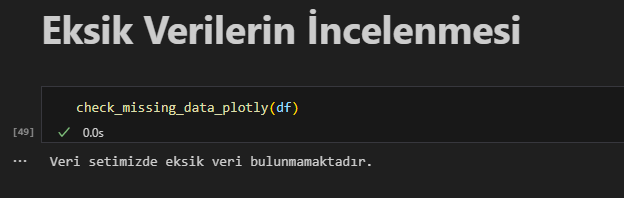 Eksik Verilerin İncelenmesi
check_missing_data_plotly(df)
[49]
0.0s
... Veri setimizde eksik veri bulunmamaktadır.